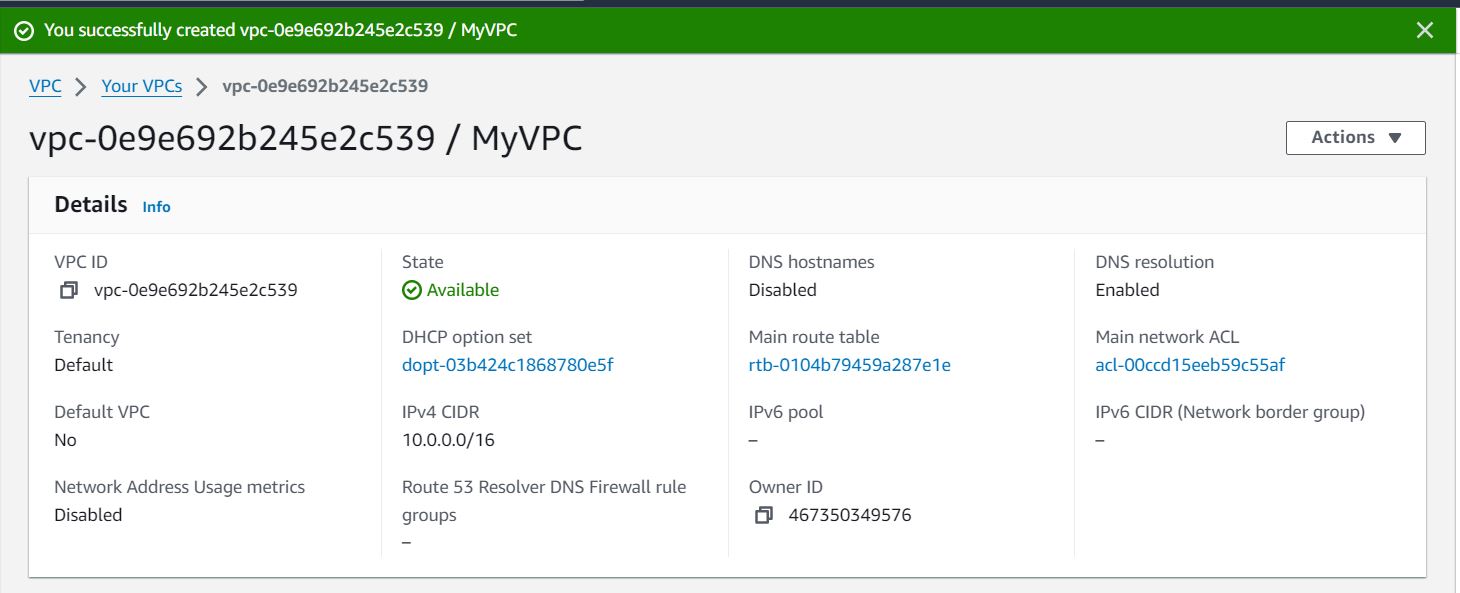 You successfully created vpc-0e9e692b245e2c539 / MyVPC
VPC > Your VPCs > vpc-0e9e692b245e2c539
vpc-0e9e692b245e2c539 / MyVPC
Actions ▼
Details Info
VPC ID
vpc-0e9e692b245e2c539
State
Available
DNS hostnames
Disabled
DNS resolution
Enabled
Tenancy
Default
DHCP option set
dopt-03b424c1868780e5f
Main route table
rtb-0104b79459a287e1e
Main network ACL
acl-00ccd15eeb59c55af
Default VPC
No
IPv4 CIDR
10.0.0.0/16
IPv6 pool
–
IPv6 CIDR (Network border group)
–
Network Address Usage metrics
Disabled
Route 53 Resolver DNS Firewall rule
groups
–
Owner ID
467350349576